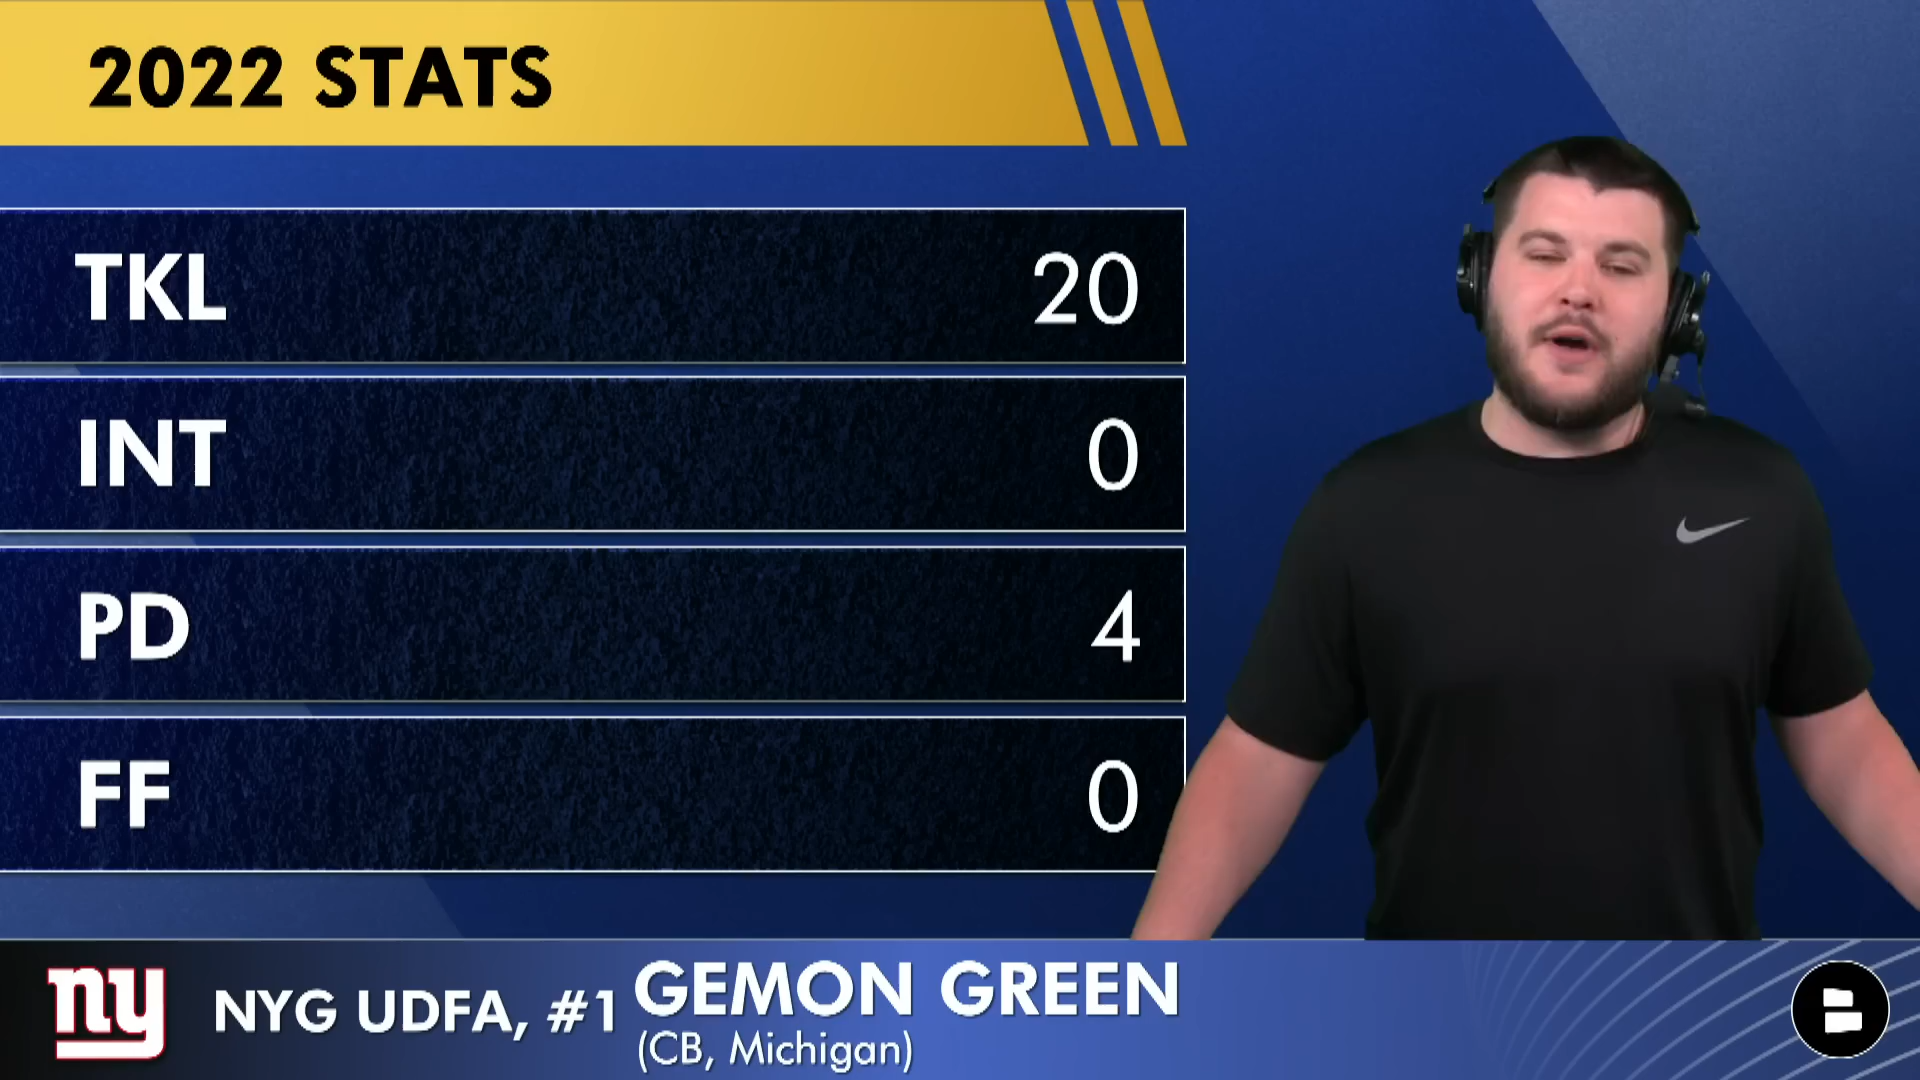 2022 STATS
TKL 20
INT 0
PD 4
FF 0
ny NYG UDFA, #1 GEMON GREEN
(CB, Michigan)